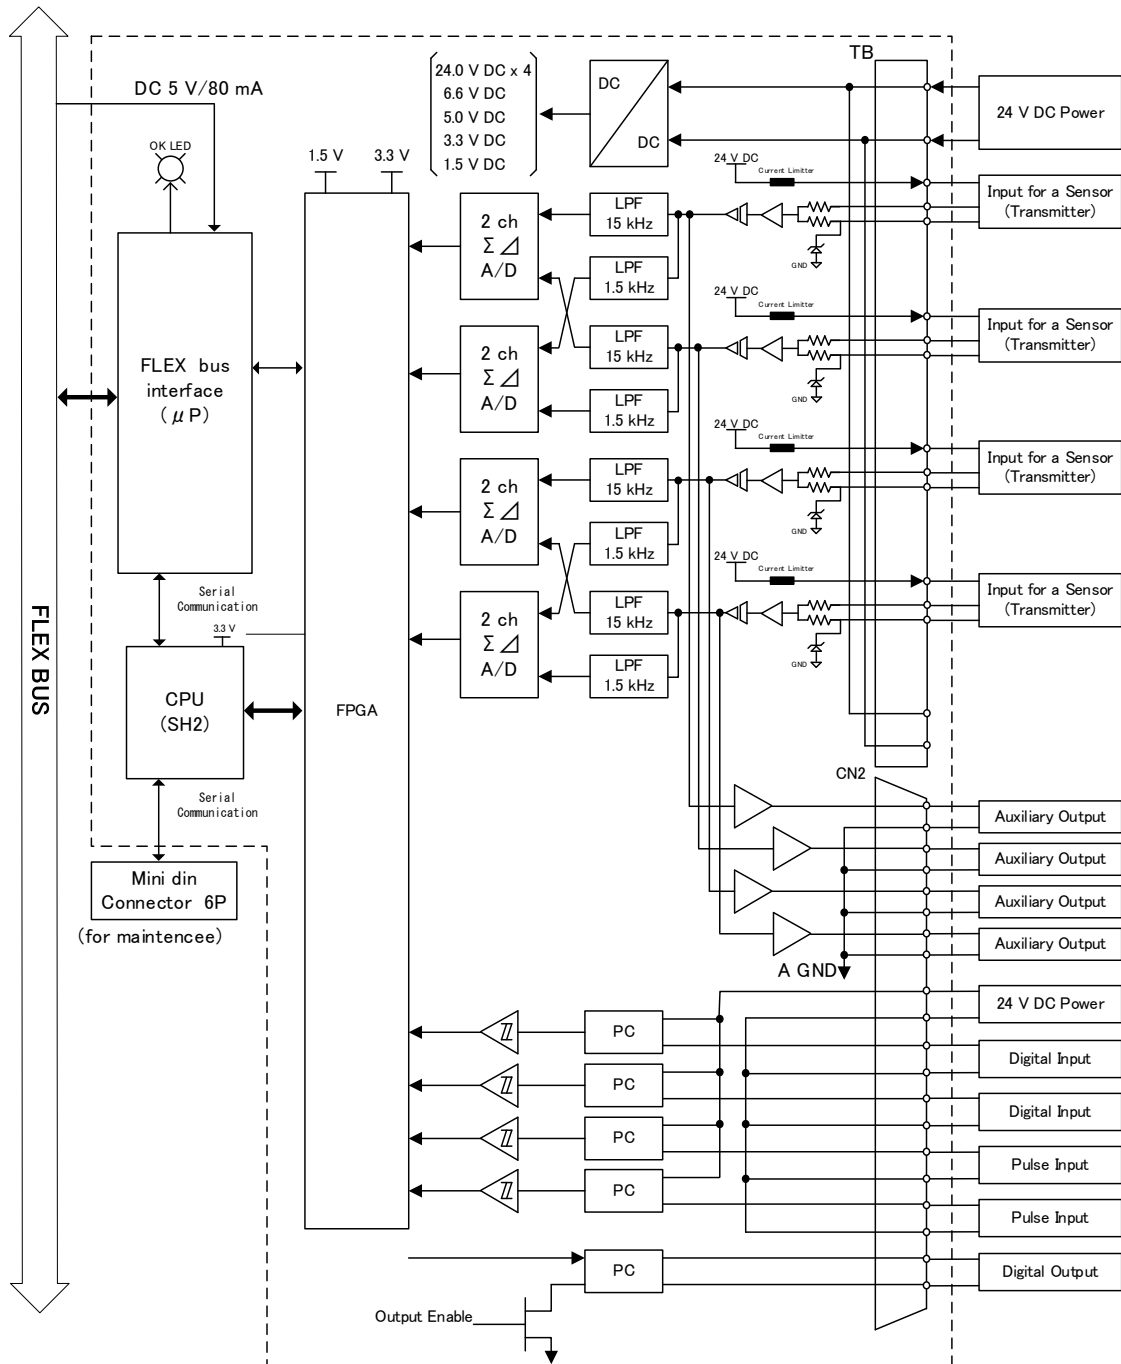 TB
DC 5 V/80 mA
24.0 V DC x 4
6.6 V DC
5.0 V DC
3.3 V DC
1.5 V DC
DC
DC
24 V DC Power
OK LED
1.5 V
3.3 V
24 V DC
Current Limitter
Input for a Sensor
(Transmitter)
GND
2 ch
Σ ⊿
A/D
LPF
15 kHz
LPF
1.5 kHz
24 V DC
Current Limitter
Input for a Sensor
(Transmitter)
GND
2 ch
Σ ⊿
A/D
LPF
15 kHz
LPF
1.5 kHz
FLEX bus
interface
(μP)
24 V DC
Current Limitter
Input for a Sensor
(Transmitter)
GND
2 ch
Σ ⊿
A/D
LPF
15 kHz
LPF
1.5 kHz
24 V DC
Current Limitter
Input for a Sensor
(Transmitter)
GND
2 ch
Σ ⊿
A/D
LPF
15 kHz
LPF
1.5 kHz
Serial
Communication
3.3 V
FLEX BUS
CPU
(SH2)
FPGA
Serial
Communication
Mini din
Connector 6P
(for maintencee)
CN2
Auxiliary Output
Auxiliary Output
Auxiliary Output
Auxiliary Output
A GND
24 V DC Power
PC
Digital Input
PC
Digital Input
PC
Pulse Input
PC
Pulse Input
PC
Digital Output
Output Enable